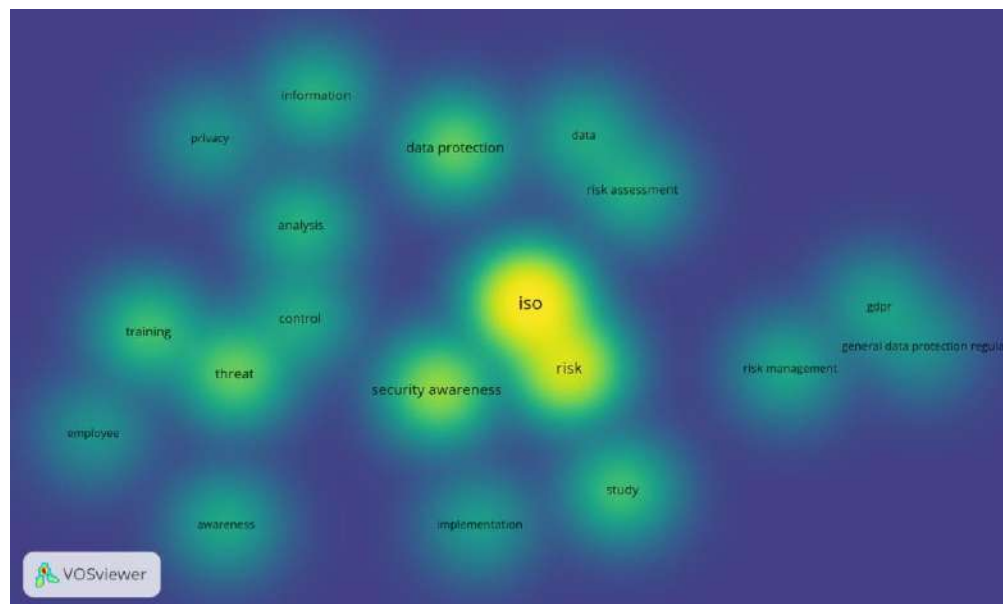 information
privacy
data protection
data
risk assessment
analysis
iso
gdpr
control
training
general data protection regula
threat
risk
risk management
security awareness
employee
study
awareness
implementation
VOSviewer